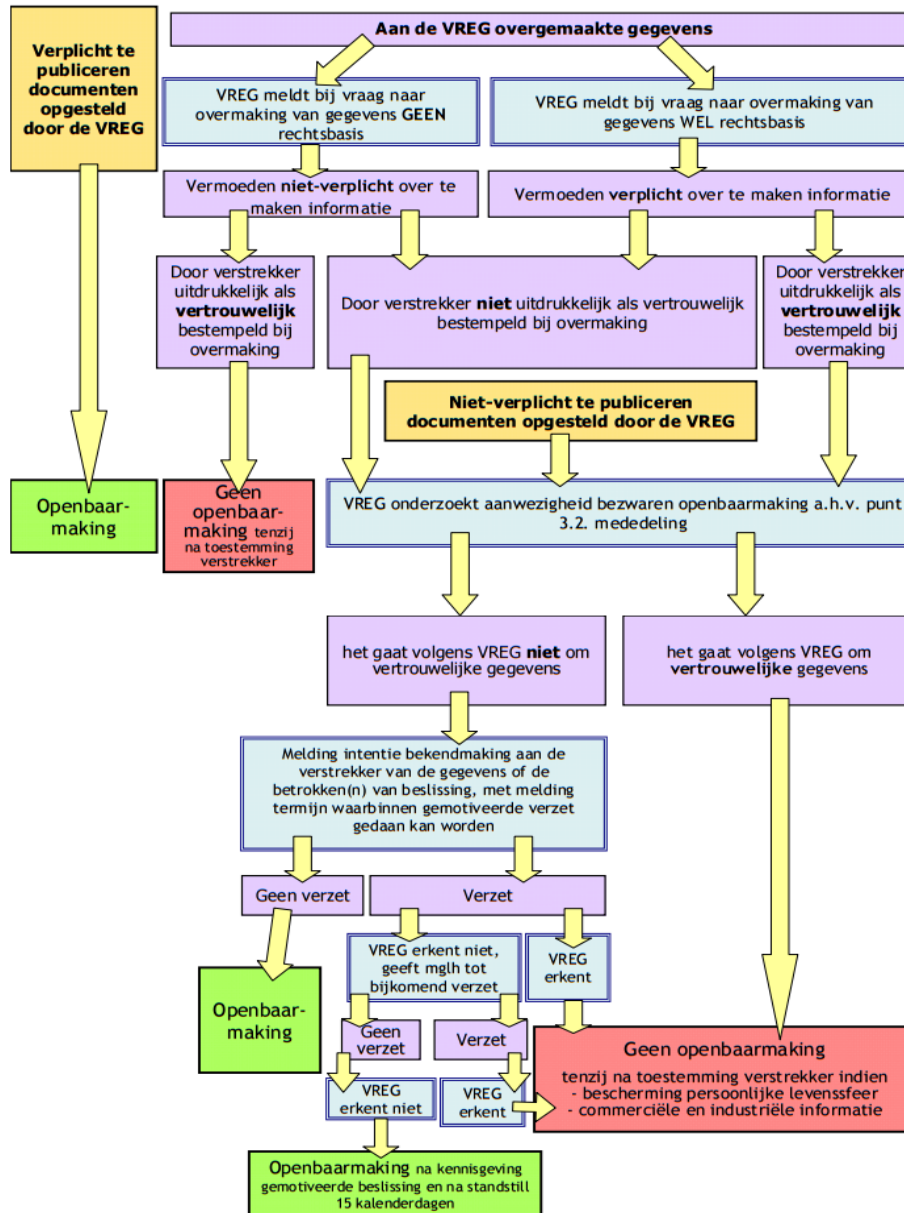 Aan de VREG overgemaakte gegevens
Verplicht te
publiceren
documenten
opgesteld
door de VREG
VREG meldt bij vraag naar
overmaking van gegevens GEEN
rechtsbasis
VREG meldt bij vraag naar overmaking van
gegevens WEL rechtsbasis
Vermoeden niet-verplicht over te
maken informatie
Vermoeden verplicht over te maken informatie
Door verstrekker
uitdrukkelijk als
vertrouwelijk
bestempeld bij
overmaking
Door verstrekker niet uitdrukkelijk als vertrouwelijk
bestempeld bij overmaking
Door verstrekker
uitdrukkelijk als
vertrouwelijk
bestempeld bij
overmaking
Niet-verplicht te publiceren
documenten opgesteld door de VREG
Openbaar-
making
Geen
openbaar-
making tenzij
na toestemming
verstrekker
VREG onderzoekt aanwezigheid bezwaren openbaarmaking a.h.v. punt
3.2. mededeling
het gaat volgens VREG niet om
vertrouwelijke gegevens
het gaat volgens VREG om
vertrouwelijke gegevens
Melding intentie bekendmaking aan de
verstrekker van de gegevens of de
betrokken(n) van beslissing, met melding
termijn waarbinnen gemotiveerde verzet
gedaan kan worden
Geen verzet
Verzet
VREG erkent niet,
geeft mglh tot
bijkomend verzet
VREG
erkent
Openbaar-
making
Geen
verzet
Verzet
Geen openbaarmaking
tenzij na toestemming verstrekker indien
- bescherming persoonlijke levenssfeer
- commerciële en industriële informatie
VREG
erkent niet
VREG
erkent
Openbaarmaking na kennisgeving
gemotiveerde beslissing en na standstill
15 kalenderdagen